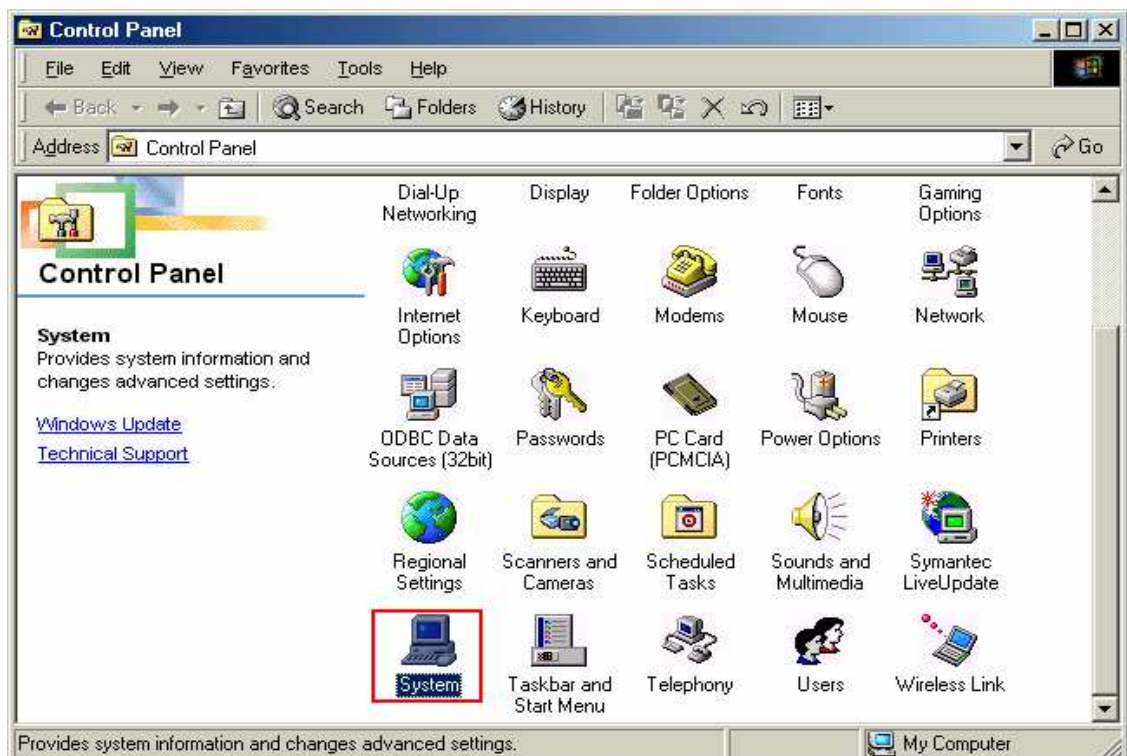 Control Panel
File Edit View Favorites Tools Help
Back Search Folders History
Address Control Panel Go
Control Panel
System
Provides system information and
changes advanced settings.
Windows Update
Technical Support
Dial-Up
Networking
Display
Folder Options
Fonts
Gaming
Options
Internet
Options
Keyboard
Modems
Mouse
Network
ODBC Data
Sources (32bit)
Passwords
PC Card
(PCMCIA)
Power Options
Printers
Regional
Settings
Scanners and
Cameras
Scheduled
Tasks
Sounds and
Multimedia
Symantec
LiveUpdate
System
Taskbar and
Start Menu
Telephony
Users
Wireless Link
Provides system information and changes advanced settings. My Computer